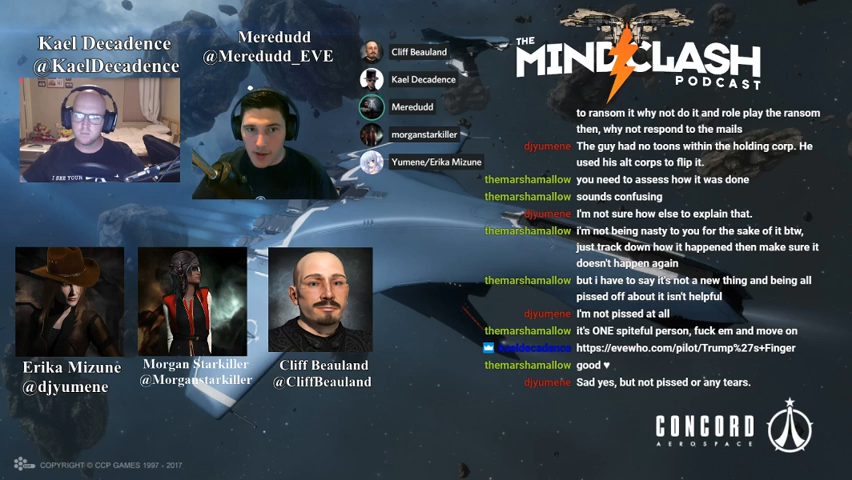 Kael Decadence
@KaelDecadence
Meredudd
@Meredudd_EVE
Cliff Beauland
Kael Decadence
Meredudd
morganstarkiller
Yumene/Erika Mizune
THE
MINDCLASH
PODCAST
to ransom it why not do it and role play the ransom
then, why not respond to the mails
djyumene The guy had no toons within the holding corp. He
used his alt corps to flip it.
themarshamallow you need to assess how it was done
themarshamallow sounds confusing
djyumene I'm not sure how else to explain that.
themarshamallow i'm not being nasty to you for the sake of it btw,
just track down how it happened then make sure it
doesn't happen again
themarshamallow but i have to say it's not a new thing and being all
pissed off about it isn't helpful
djyumene I'm not pissed at all
themarshamallow it's ONE spiteful person, fuck em and move on
https://evewho.com/pilot/Trump%27s+Finger
themarshamallow good ♥
djyumene Sad yes, but not pissed or any tears.
Erika Mizune
@djyumene
Morgan Starkiller
@Morganstarkiller
Cliff Beauland
@CliffBeauland
CONCORD
AEROSPACE
COPYRIGHT © CCP GAMES 1997 - 2017